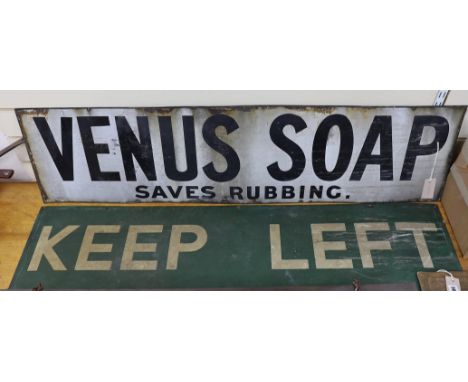 VENUS SOAP
SAVES RUBBING.
KEEP LEFT